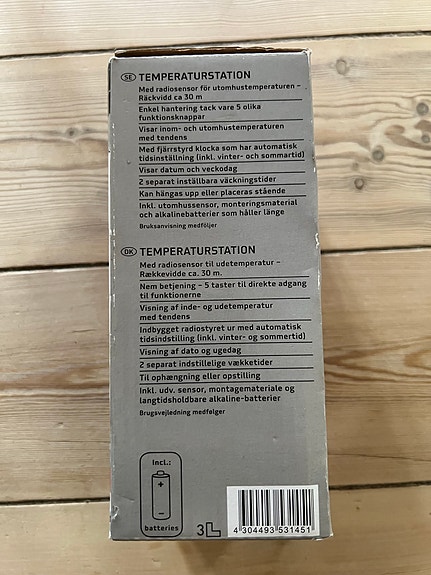 SE TEMPERATURSTATION
Med radiosensor för utomhustemperaturen –
Räckvidd ca 30 m
Enkel hantering tack vare 5 olika
funktionsknappar
Visar inom- och utomhustemperaturen
med tendens
Med fjärrstyrd klocka som har automatisk
tidsinställning (inkl. vinter- og sommartid)
Visar datum och veckodag
2 separat inställbara väckningstider
Kan hängas upp eller placeras stående
Inkl. utomhussensor, monteringsmaterial
och alkalinebatterier som håller länge
Bruksanvisning medföljer
DK TEMPERATURSTATION
Med radiosensor til udetemperatur –
Rækkevidde ca. 30 m.
Nem betjening – 5 taster til direkte adgang
til funktionerne
Visning af inde- og udetemperatur
med tendens
Indbygget radiostyret ur med automatisk
tidsindstilling (inkl. vinter- og sommertid)
Visning af dato og ugedag
2 separat indstillelige vækketider
Til ophængning eller opstilling
Inkl. udv. sensor, montagemateriale og
langtidsholdbare alkaline-batterier
Brugsvejledning medfølger
Incl.:
+
–
batteries
3L
4 304493 531451